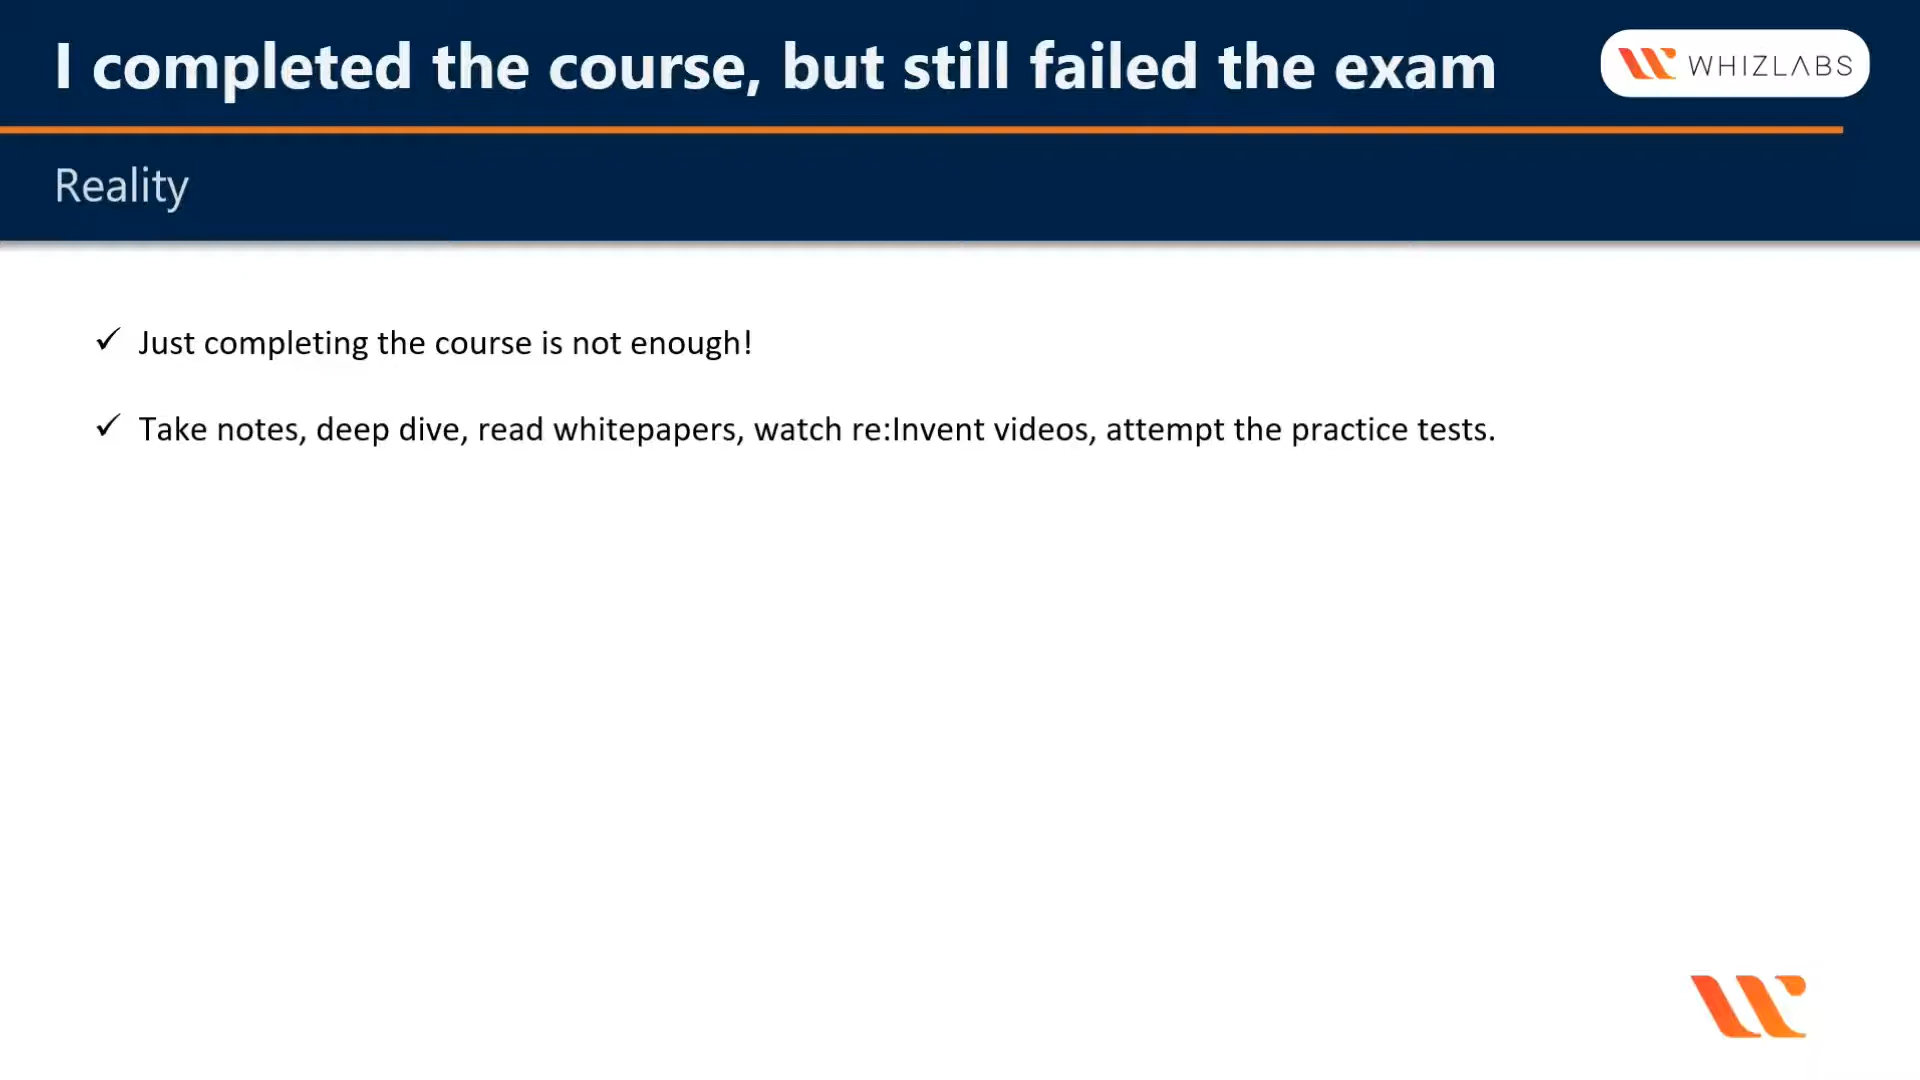 I completed the course, but still failed the exam
WHIZLABS
Reality
✓ Just completing the course is not enough!
✓ Take notes, deep dive, read whitepapers, watch re:Invent videos, attempt the practice tests.